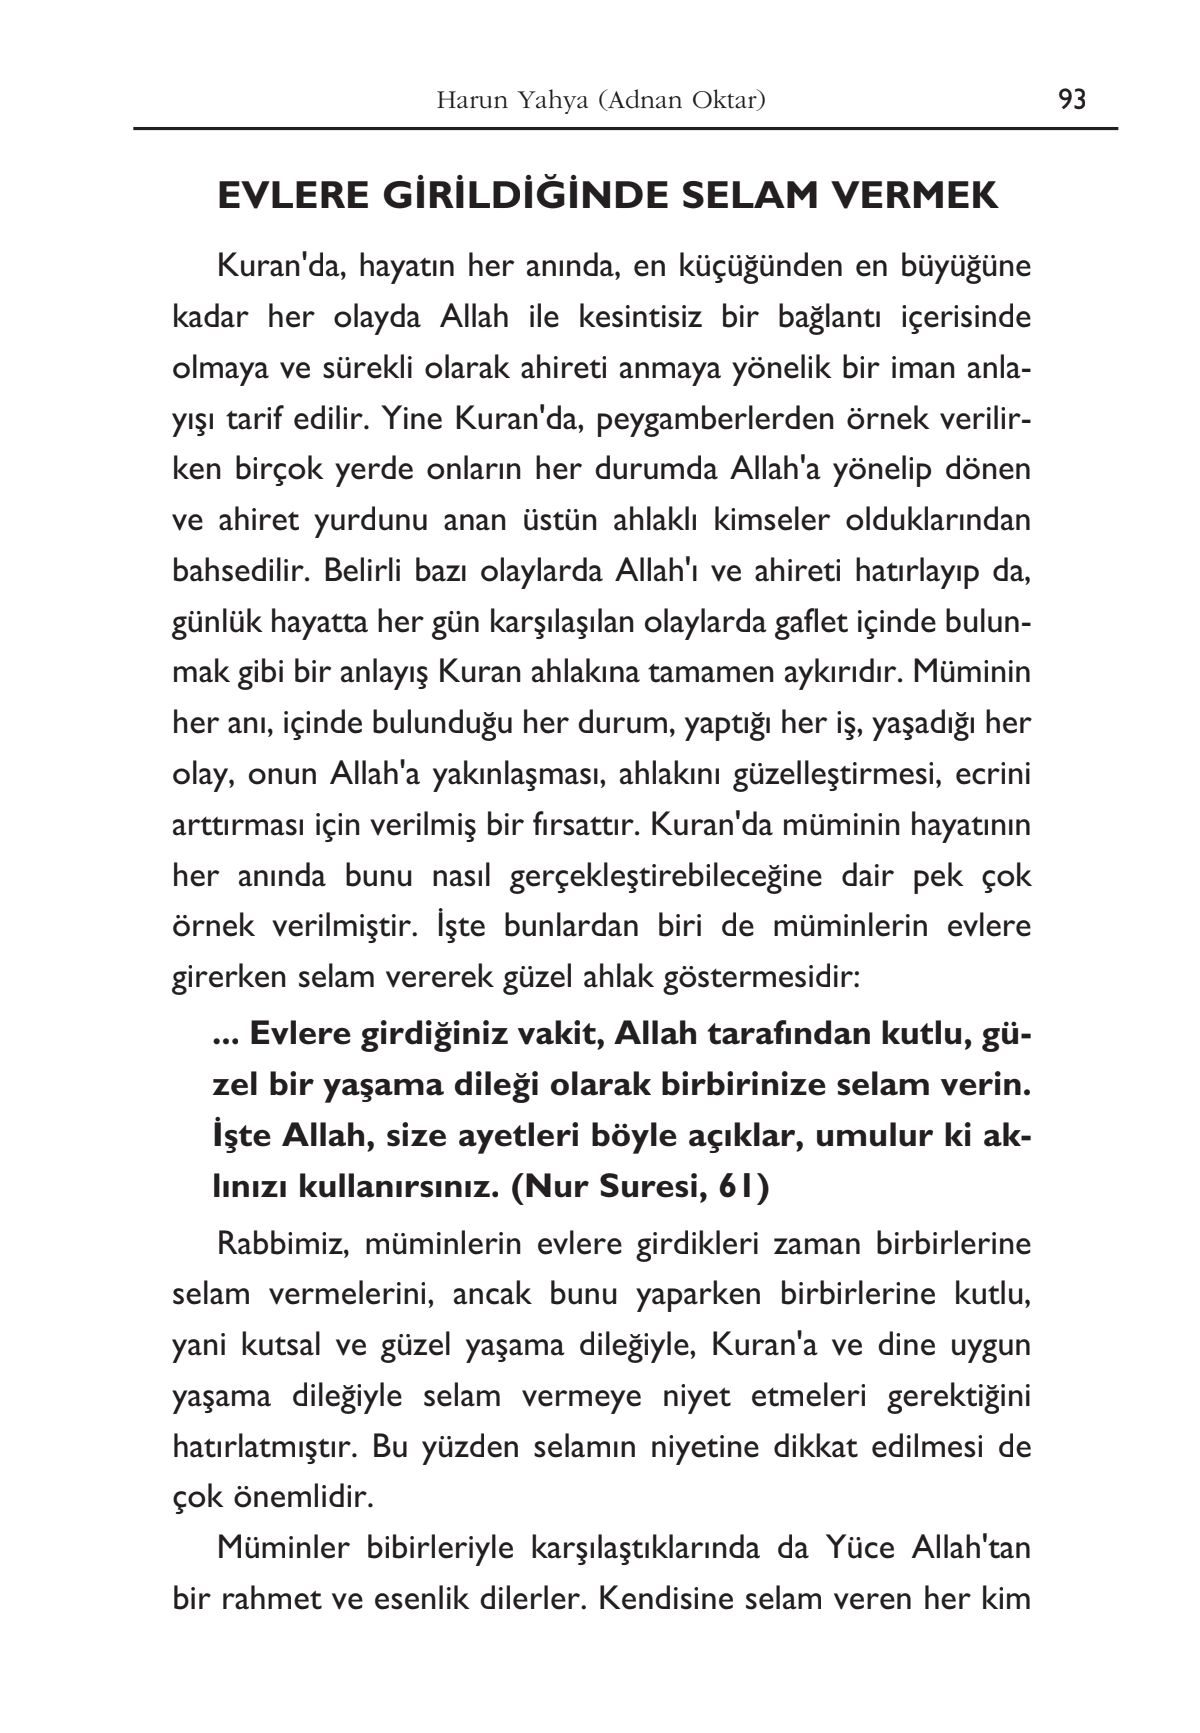 Harun Yahya (Adnan Oktar) 93
EVLERE GİRİLDİĞİNDE SELAM VERMEK
Kuran'da, hayatın her anında, en küçüğünden en büyüğüne
kadar her olayda Allah ile kesintisiz bir bağlantı içerisinde
olmaya ve sürekli olarak ahireti anmaya yönelik bir iman anla-
yışı tarif edilir. Yine Kuran'da, peygamberlerden örnek verilir-
ken birçok yerde onların her durumda Allah'a yönelip dönen
ve ahiret yurdunu anan üstün ahlaklı kimseler olduklarından
bahsedilir. Belirli bazı olaylarda Allah'ı ve ahireti hatırlayıp da,
günlük hayatta her gün karşılaşılan olaylarda gaflet içinde bulun-
mak gibi bir anlayış Kuran ahlakına tamamen aykırıdır. Müminin
her anı, içinde bulunduğu her durum, yaptığı her iş, yaşadığı her
olay, onun Allah'a yakınlaşması, ahlakını güzelleştirmesi, ecrini
arttırması için verilmiş bir fırsattır. Kuran'da müminin hayatının
her anında bunu nasıl gerçekleştirebileceğine dair pek çok
örnek verilmiştir. İşte bunlardan biri de müminlerin evlere
girerken selam vererek güzel ahlak göstermesidir:
... Evlere girdiğiniz vakit, Allah tarafından kutlu, gü-
zel bir yaşama dileği olarak birbirinize selam verin.
İşte Allah, size ayetleri böyle açıklar, umulur ki ak-
lınızı kullanırsınız. (Nur Suresi, 61)
Rabbimiz, müminlerin evlere girdikleri zaman birbirlerine
selam vermelerini, ancak bunu yaparken birbirlerine kutlu,
yani kutsal ve güzel yaşama dileğiyle, Kuran'a ve dine uygun
yaşama dileğiyle selam vermeye niyet etmeleri gerektiğini
hatırlatmıştır. Bu yüzden selamın niyetine dikkat edilmesi de
çok önemlidir.
Müminler bibirleriyle karşılaştıklarında da Yüce Allah'tan
bir rahmet ve esenlik dilerler. Kendisine selam veren her kim